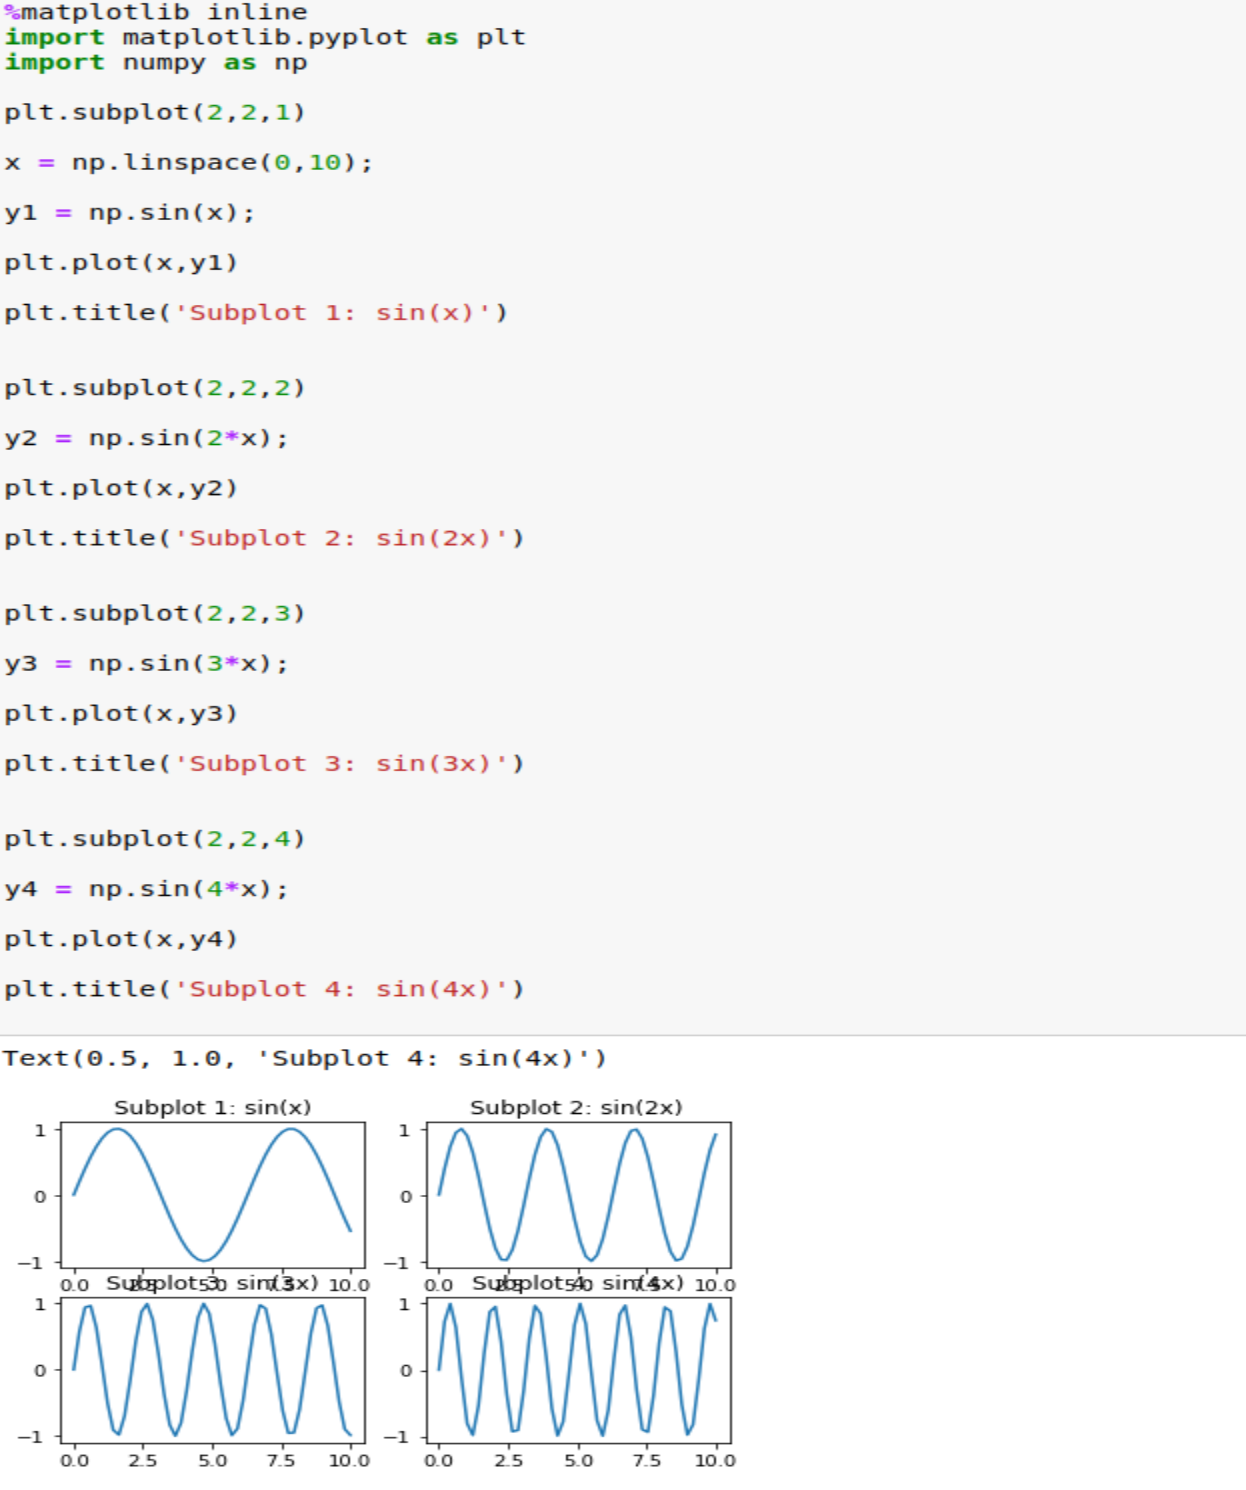 %matplotlib inline
import matplotlib.pyplot as plt
import numpy as np
plt.subplot(2,2,1)
x = np.linspace(0,10);
y1 = np.sin(x);
plt.plot(x,y1)
plt.title('Subplot 1: sin(x)')
plt.subplot(2,2,2)
y2 = np.sin(2*x);
plt.plot(x,y2)
plt.title('Subplot 2: sin(2x)')
plt.subplot(2,2,3)
y3 = np.sin(3*x);
plt.plot(x,y3)
plt.title('Subplot 3: sin(3x)')
plt.subplot(2,2,4)
y4 = np.sin(4*x);
plt.plot(x,y4)
plt.title('Subplot 4: sin(4x)')
Text(0.5, 1.0, 'Subplot 4: sin(4x)')
Subplot 1: sin(x)
1
0
−1
0.0 2.5 5.0 7.5 10.0
Subplot 2: sin(2x)
1
0
−1
0.0 2.5 5.0 7.5 10.0
Subplot 3: sin(3x)
1
0
−1
0.0 2.5 5.0 7.5 10.0
Subplot 4: sin(4x)
1
0
−1
0.0 2.5 5.0 7.5 10.0